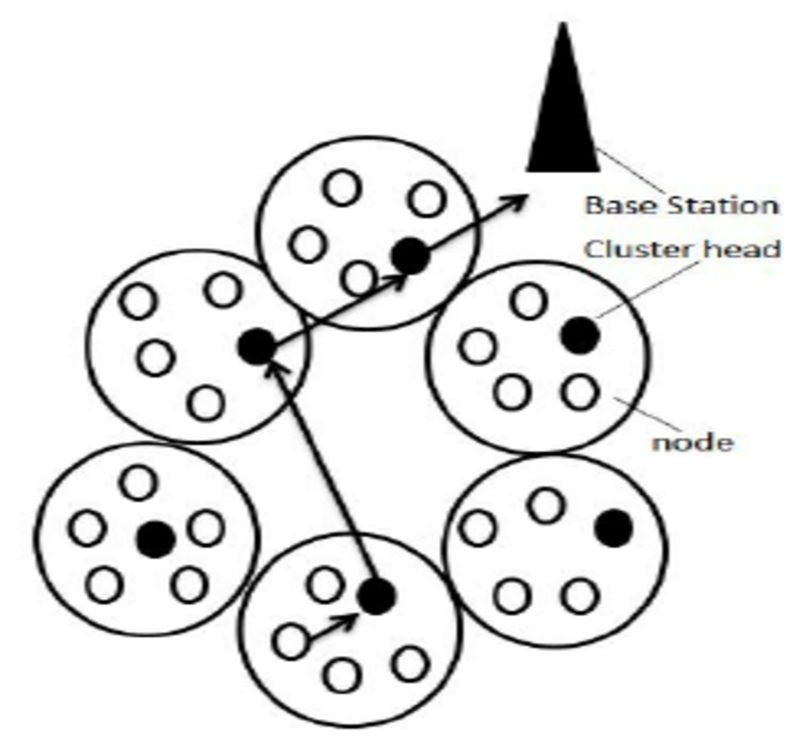 Base Station
Cluster head
node